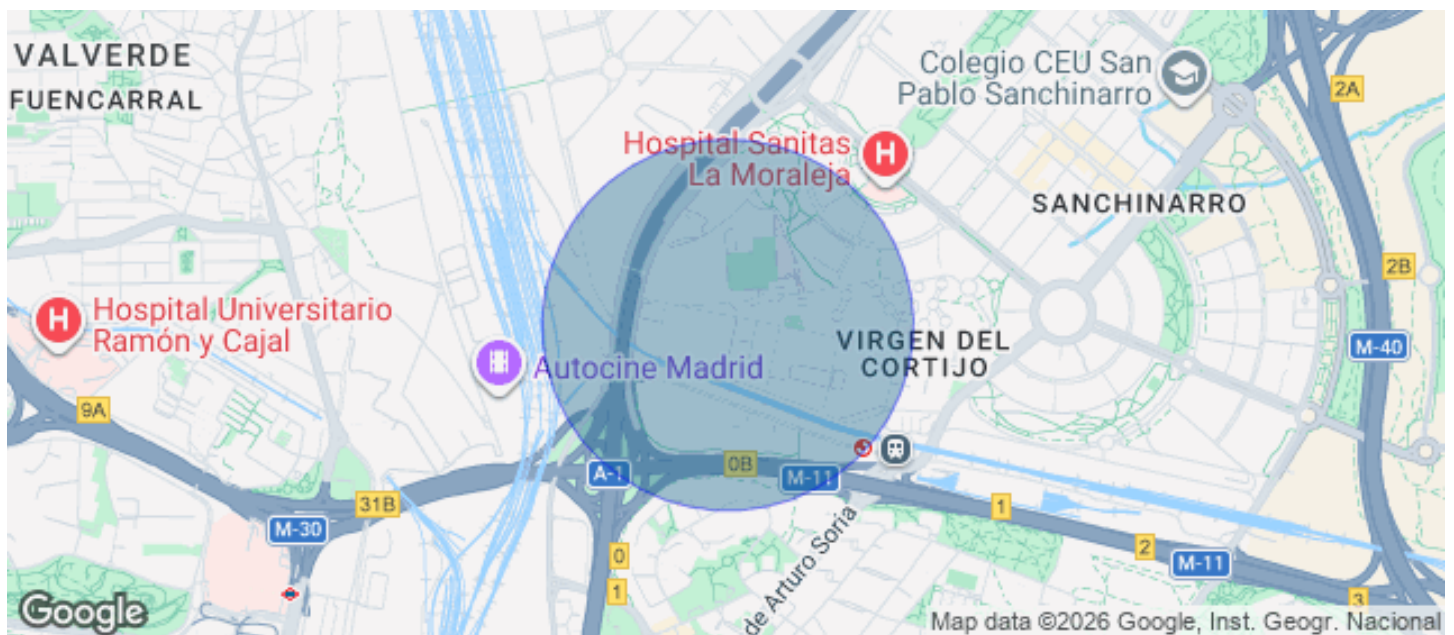 VALVERDE
FUENCARRAL
Colegio CEU San
Pablo Sanchinarro
2A
Hospital Sanitas
La Moraleja
SANCHINARRO
2B
Hospital Universitario
Ramón y Cajal
VIRGEN DEL
CORTIJO
M-40
Autocine Madrid
9A
0B
A-1
M-11
31B
1
M-30
2
0
M-11
1
3
de Arturo Soria
Google
Map data ©2026 Google, Inst. Geogr. Nacional